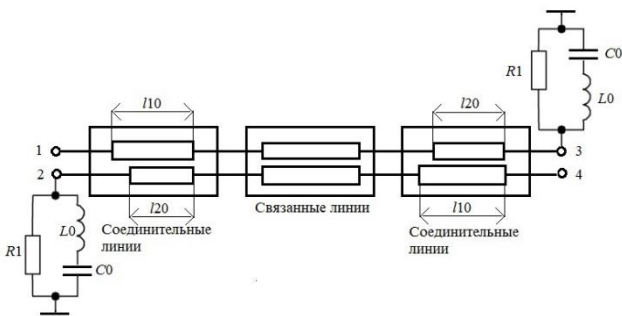 C0
R1
L0
l10
l20
1
3
2
4
l20
l10
Соединительные
линии
Связанные линии
Соединительные
линии
L0
R1
C0